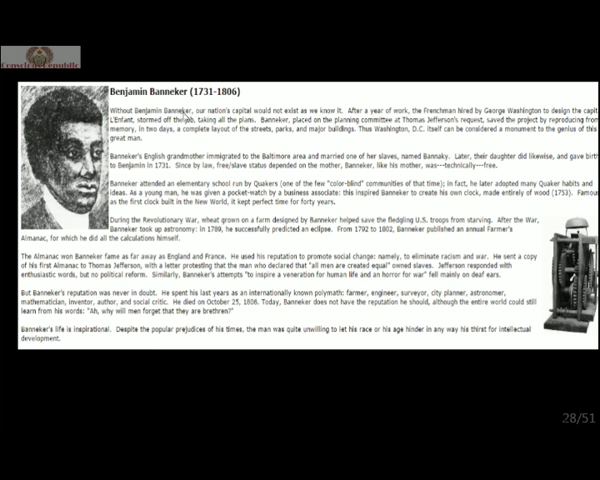 ConsciousRepublic
Benjamin Banneker (1731-1806)
Without Benjamin Banneker, our nation's capital would not exist as we know it. After a year of work, the Frenchman hired by George Washington to design the capit
L'Enfant, stormed off the job, taking all the plans. Banneker, placed on the planning committee at Thomas Jefferson's request, saved the project by reproducing from
memory, in two days, a complete layout of the streets, parks, and major buildings. Thus Washington, D.C. itself can be considered a monument to the genius of this
great man.
Banneker's English grandmother immigrated to the Baltimore area and married one of her slaves, named Bannaky. Later, their daughter did likewise, and gave birth
to Benjamin in 1731. Since by law, free/slave status depended on the mother, Banneker, like his mother, was---technically---free.
Banneker attended an elementary school run by Quakers (one of the few "color-blind" communities of that time); in fact, he later adopted many Quaker habits and
ideas. As a young man, he was given a pocket-watch by a business associate: this inspired Banneker to create his own clock, made entirely of wood (1753). Famous
as the first clock built in the New World, it kept perfect time for forty years.
During the Revolutionary War, wheat grown on a farm designed by Banneker helped save the fledgling U.S. troops from starving. After the War,
Banneker took up astronomy: in 1789, he successfully predicted an eclipse. From 1792 to 1802, Banneker published an annual Farmer's
Almanac, for which he did all the calculations himself.
The Almanac won Banneker fame as far away as England and France. He used his reputation to promote social change: namely, to eliminate racism and war. He sent a copy
of his first Almanac to Thomas Jefferson, with a letter protesting that the man who declared that "all men are created equal" owned slaves. Jefferson responded with
enthusiastic words, but no political reform. Similarly, Banneker's attempts "to inspire a veneration for human life and an horror for war" fell mainly on deaf ears.
But Banneker's reputation was never in doubt. He spent his last years as an internationally known polymath: farmer, engineer, surveyor, city planner, astronomer,
mathematician, inventor, author, and social critic. He died on October 25, 1806. Today, Banneker does not have the reputation he should, although the entire world could still
learn from his words: "Ah, why will men forget that they are brethren?"
Banneker's life is inspirational. Despite the popular prejudices of his times, the man was quite unwilling to let his race or his age hinder in any way his thirst for intellectual
development.
28/51